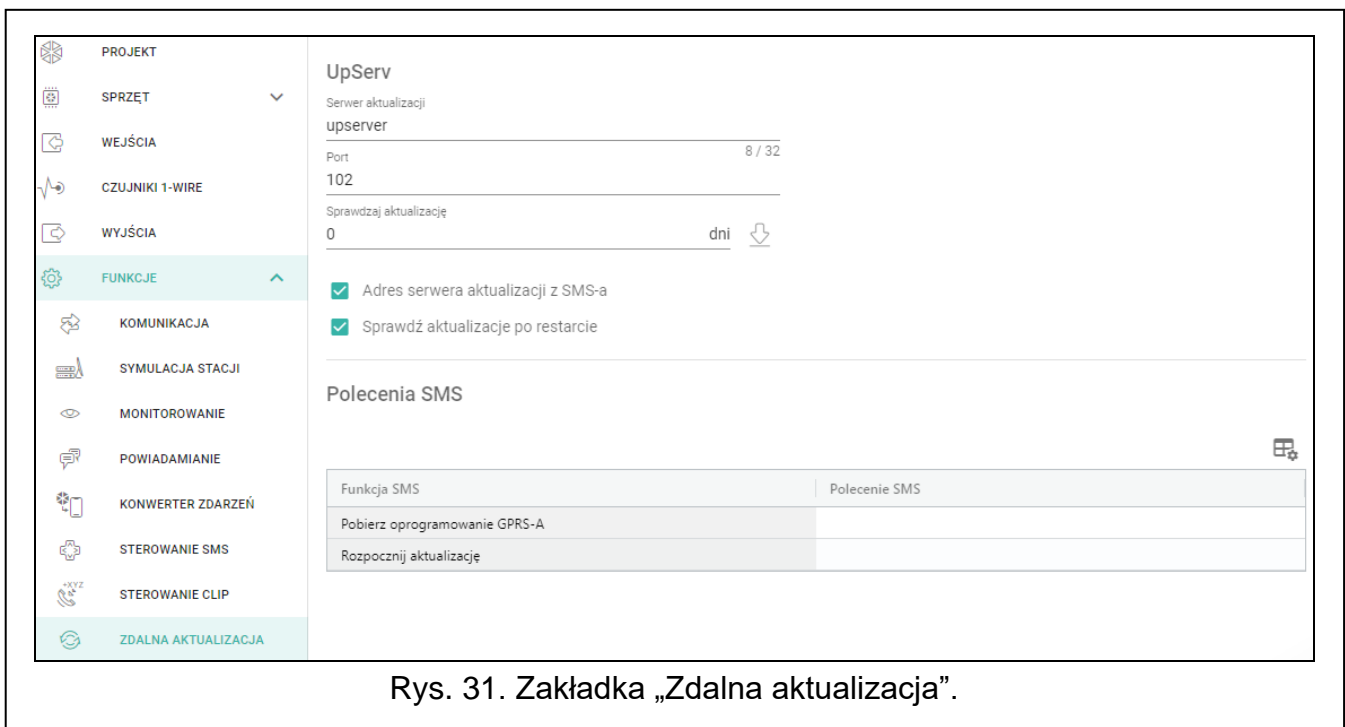 PROJEKT
SPRZĘT
WEJŚCIA
CZUJNIKI 1-WIRE
WYJŚCIA
FUNKCJE
KOMUNIKACJA
SYMULACJA STACJI
MONITOROWANIE
POWIADAMIANIE
KONWERTER ZDARZEŃ
STEROWANIE SMS
+XYZ
STEROWANIE CLIP
ZDALNA AKTUALIZACJA
UpServ
Serwer aktualizacji
upserver
8 / 32
Port
102
Sprawdzaj aktualizację
0 dni
Adres serwera aktualizacji z SMS-a
Sprawdź aktualizacje po restarcie
Polecenia SMS
Funkcja SMS Polecenie SMS
Pobierz oprogramowanie GPRS-A
Rozpocznij aktualizację
Rys. 31. Zakładka „Zdalna aktualizacja”.